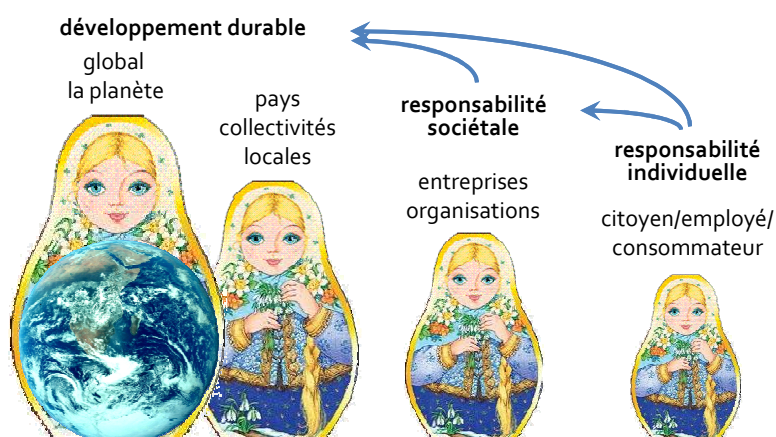 développement durable
global
la planète
pays
collectivités
locales
responsabilité
sociétale
entreprises
organisations
responsabilité
individuelle
citoyen/employé/
consommateur